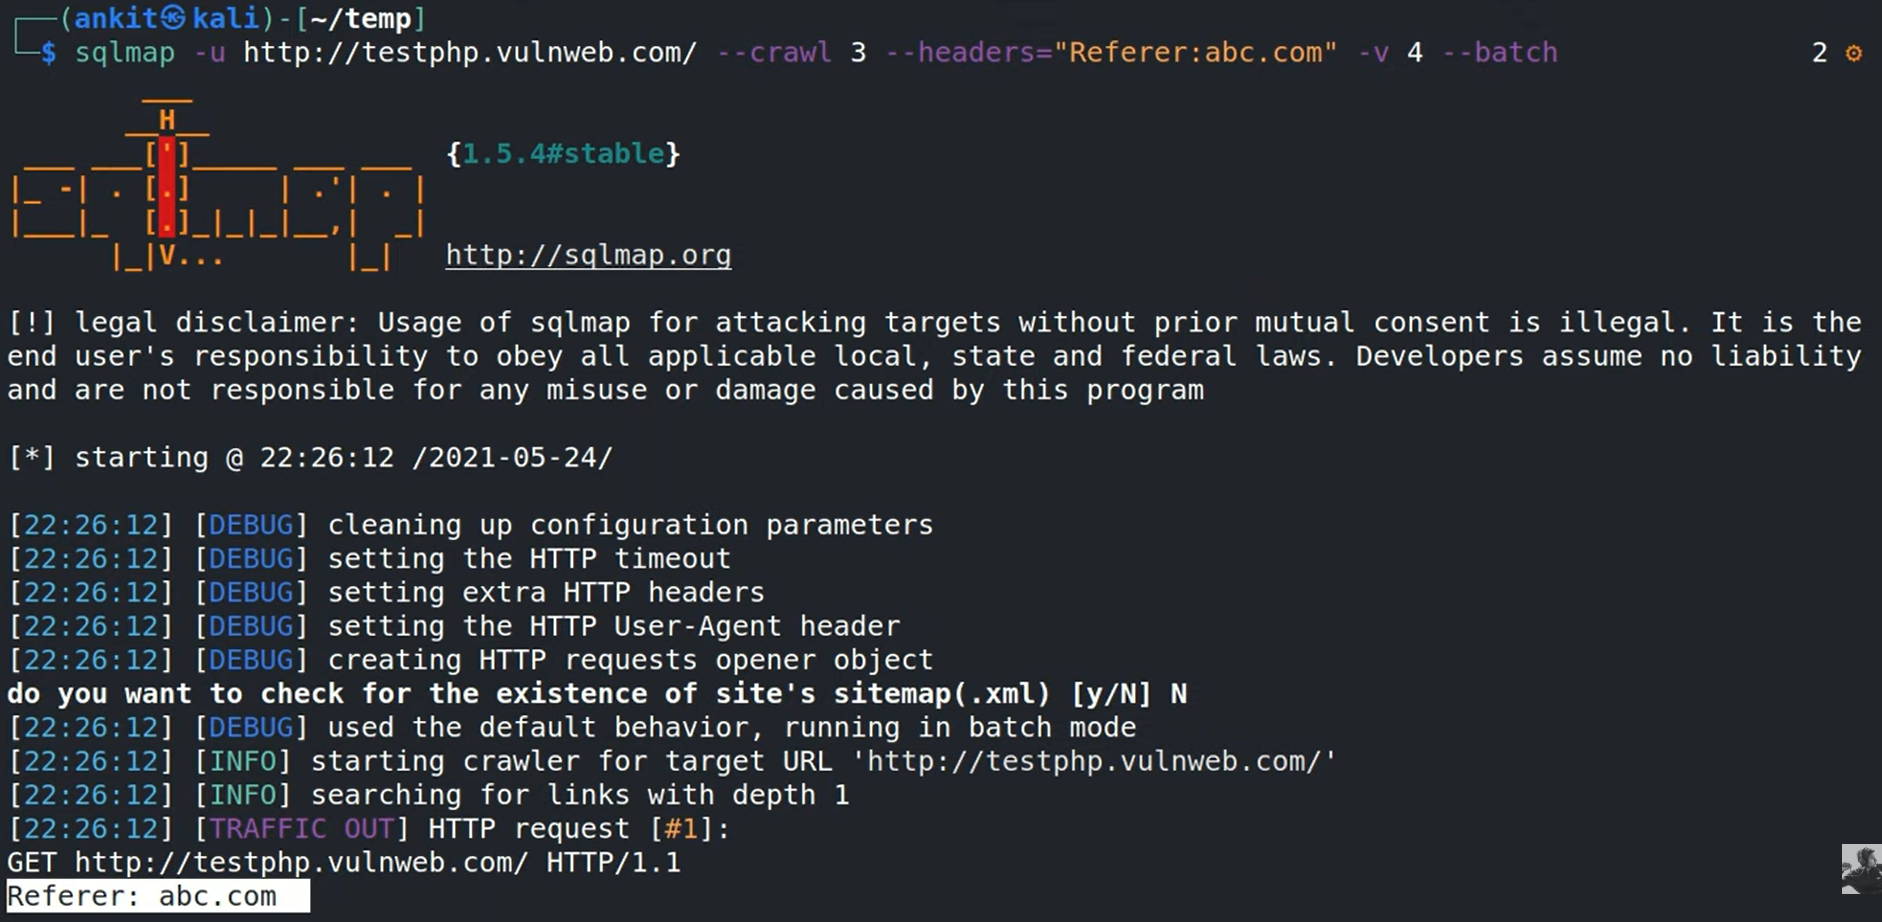 ┌──(ankit㉿kali)-[~/temp]
└─$ sqlmap -u http://testphp.vulnweb.com/ --crawl 3 --headers="Referer:abc.com" -v 4 --batch 2 ⚙
        ___
       __H__
 ___ ___[']_____ ___ ___  {1.5.4#stable}
|_ -| . [.]     | .'| . |
|___|_  [.]_|_|_|__,|  _|
      |_|V...       |_|   http://sqlmap.org
[!] legal disclaimer: Usage of sqlmap for attacking targets without prior mutual consent is illegal. It is the
end user's responsibility to obey all applicable local, state and federal laws. Developers assume no liability
and are not responsible for any misuse or damage caused by this program
[*] starting @ 22:26:12 /2021-05-24/
[22:26:12] [DEBUG] cleaning up configuration parameters
[22:26:12] [DEBUG] setting the HTTP timeout
[22:26:12] [DEBUG] setting extra HTTP headers
[22:26:12] [DEBUG] setting the HTTP User-Agent header
[22:26:12] [DEBUG] creating HTTP requests opener object
do you want to check for the existence of site's sitemap(.xml) [y/N] N
[22:26:12] [DEBUG] used the default behavior, running in batch mode
[22:26:12] [INFO] starting crawler for target URL 'http://testphp.vulnweb.com/'
[22:26:12] [INFO] searching for links with depth 1
[22:26:12] [TRAFFIC OUT] HTTP request [#1]:
GET http://testphp.vulnweb.com/ HTTP/1.1
Referer: abc.com